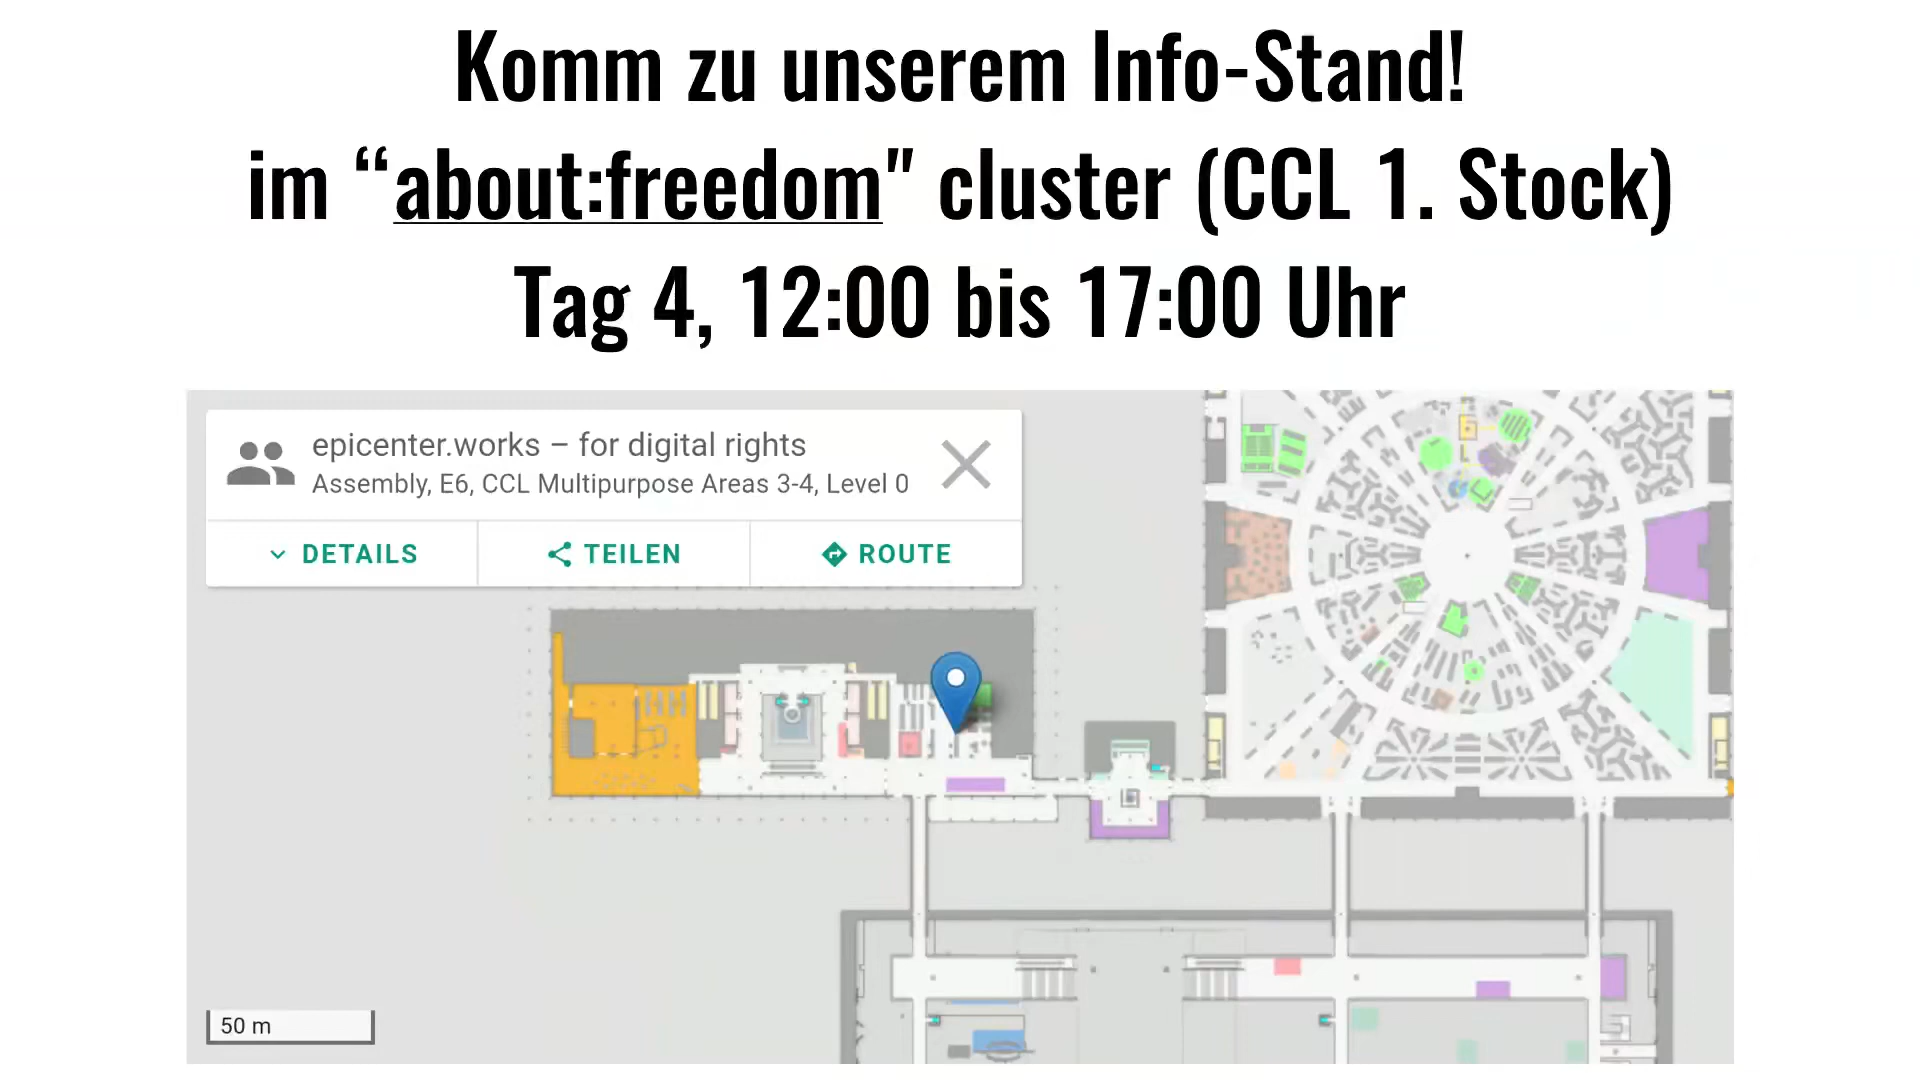 Komm zu unserem Info-Stand!
im “about:freedom" cluster (CCL 1. Stock)
Tag 4, 12:00 bis 17:00 Uhr
epicenter.works – for digital rights
Assembly, E6, CCL Multipurpose Areas 3-4, Level 0
DETAILS
TEILEN
ROUTE
50 m